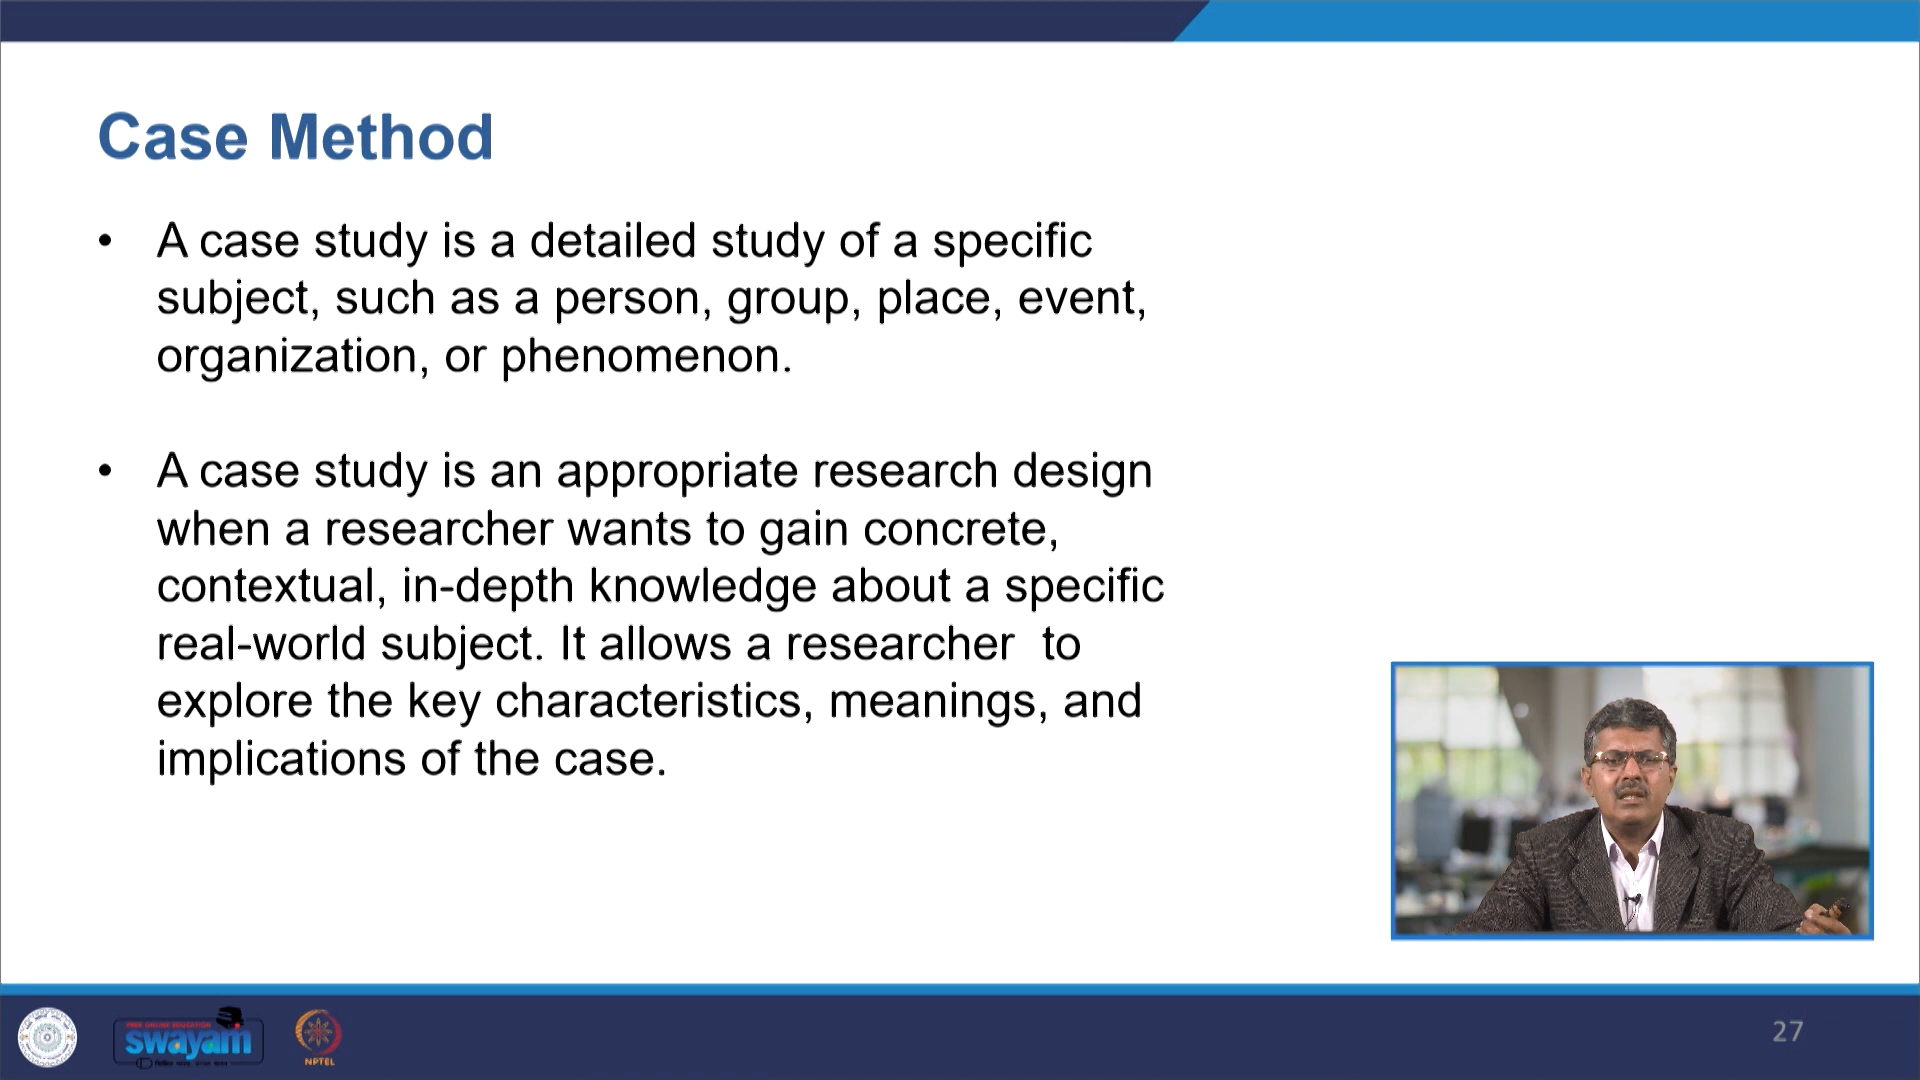 Case Method
• A case study is a detailed study of a specific
subject, such as a person, group, place, event,
organization, or phenomenon.
• A case study is an appropriate research design
when a researcher wants to gain concrete,
contextual, in-depth knowledge about a specific
real-world subject. It allows a researcher  to
explore the key characteristics, meanings, and
implications of the case.
FREE ONLINE EDUCATION
swayam
NPTEL
27